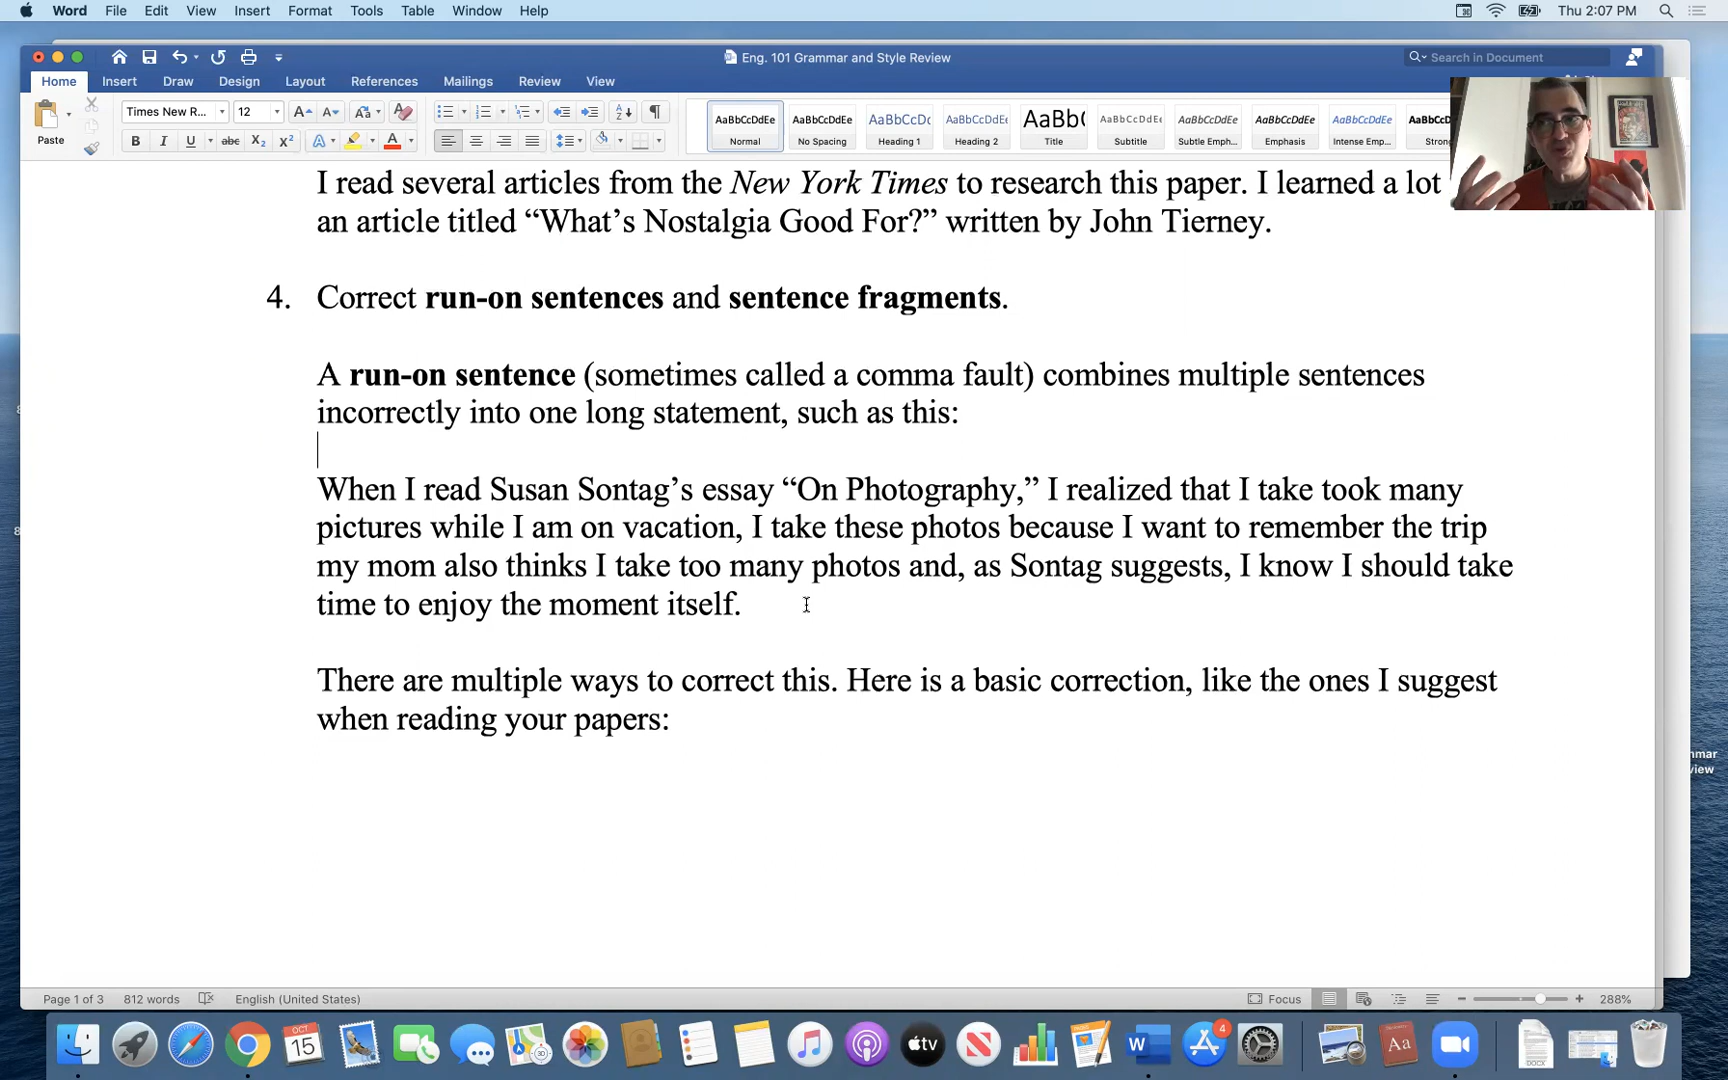 Word File Edit View Insert Format Tools Table Window Help Thu 2:07 PM
Eng. 101 Grammar and Style Review Search in Document
Home Insert Draw Design Layout References Mailings Review View
Paste Times New R... 12
AaBbCcDdEe AaBbCcDdEe AaBbCcDc AaBbCcDdEe AaBb( AaBbCcDdEe AaBbCcDdEe AaBbCcDdEe AaBbCcDdEe AaBbCcD
Normal No Spacing Heading 1 Heading 2 Title Subtitle Subtle Emph... Emphasis Intense Emp... Strong
I read several articles from the New York Times to research this paper. I learned a lot
an article titled “What’s Nostalgia Good For?” written by John Tierney.
4. Correct run-on sentences and sentence fragments.
A run-on sentence (sometimes called a comma fault) combines multiple sentences
incorrectly into one long statement, such as this:
When I read Susan Sontag’s essay “On Photography,” I realized that I take took many
pictures while I am on vacation, I take these photos because I want to remember the trip
my mom also thinks I take too many photos and, as Sontag suggests, I know I should take
time to enjoy the moment itself.
There are multiple ways to correct this. Here is a basic correction, like the ones I suggest
when reading your papers:
mmar
view
Page 1 of 3 812 words English (United States) Focus 288%
OCT
15
tv
4
Aa
DOCX